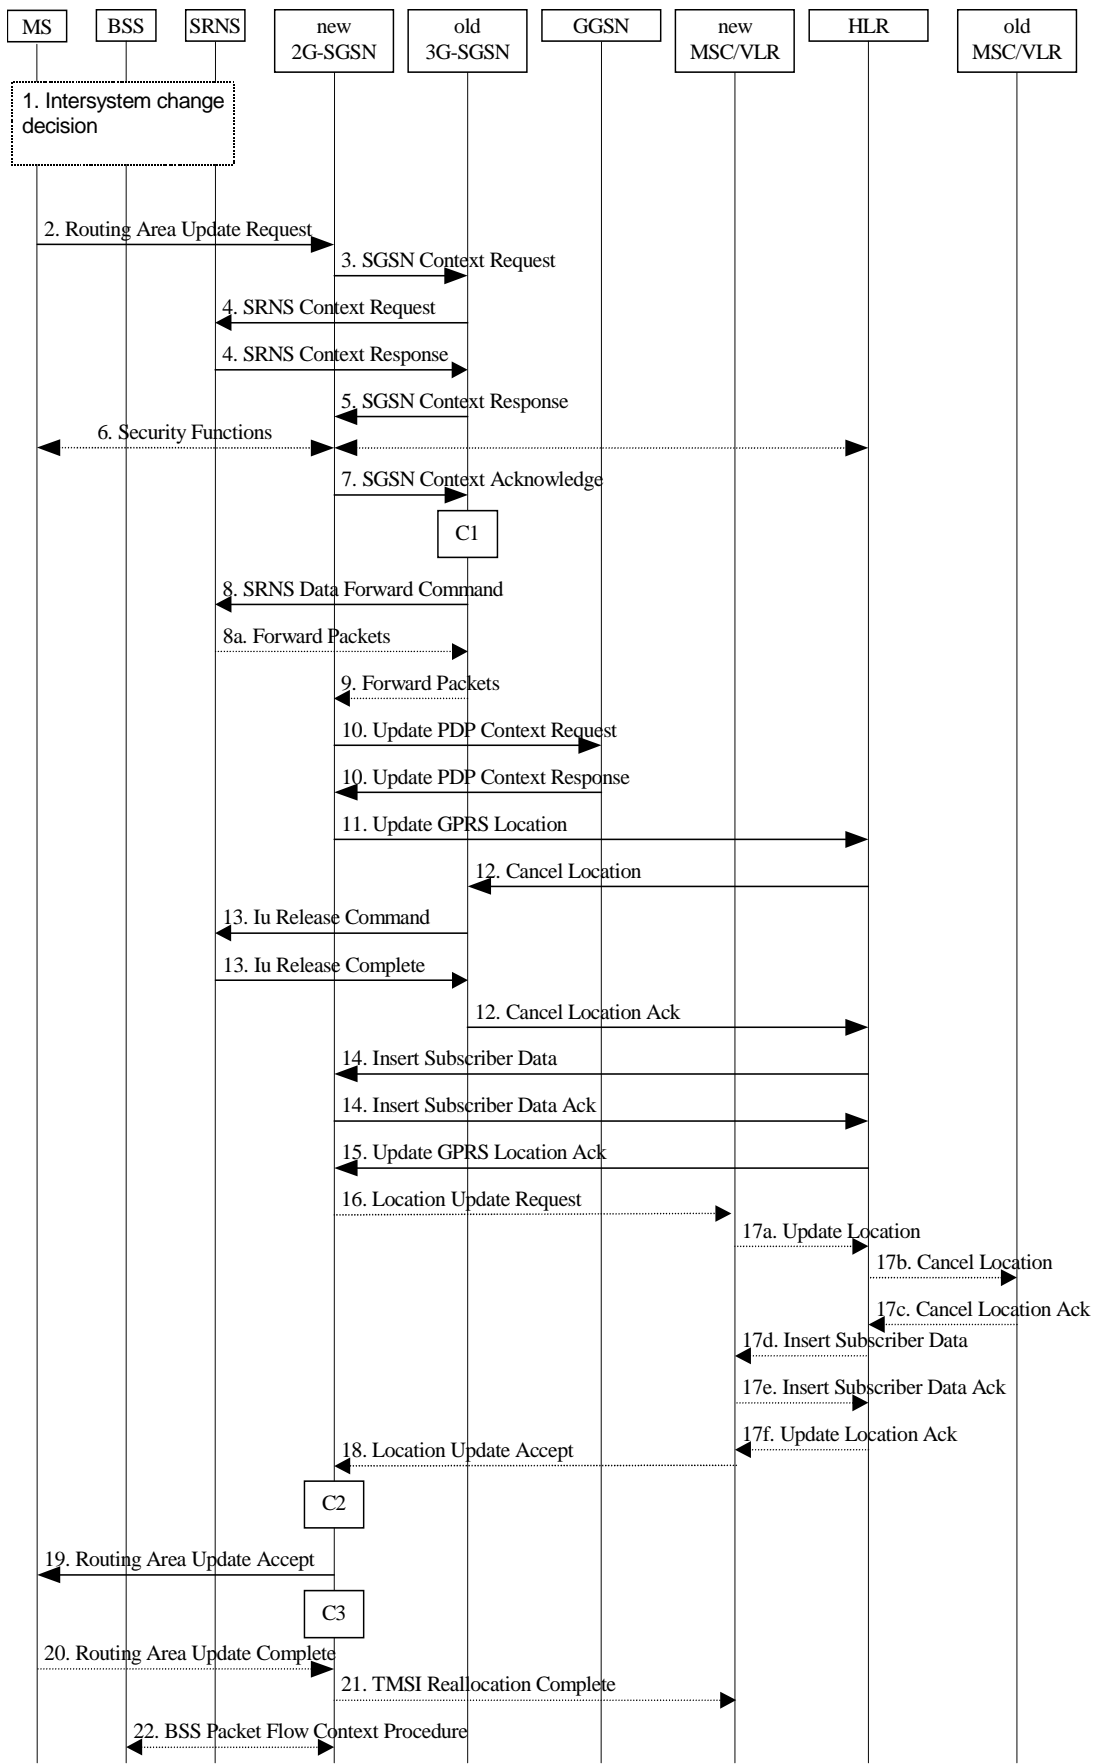 MS
BSS
SRNS
new
2G-SGSN
old
3G-SGSN
GGSN
new
MSC/VLR
HLR
old
MSC/VLR
1. Intersystem change
decision
2. Routing Area Update Request
3. SGSN Context Request
4. SRNS Context Request
4. SRNS Context Response
5. SGSN Context Response
6. Security Functions
7. SGSN Context Acknowledge
C1
8. SRNS Data Forward Command
8a. Forward Packets
9. Forward Packets
10. Update PDP Context Request
10. Update PDP Context Response
11. Update GPRS Location
12. Cancel Location
13. Iu Release Command
13. Iu Release Complete
12. Cancel Location Ack
14. Insert Subscriber Data
14. Insert Subscriber Data Ack
15. Update GPRS Location Ack
16. Location Update Request
17a. Update Location
17b. Cancel Location
17c. Cancel Location Ack
17d. Insert Subscriber Data
17e. Insert Subscriber Data Ack
17f. Update Location Ack
18. Location Update Accept
C2
19. Routing Area Update Accept
C3
20. Routing Area Update Complete
21. TMSI Reallocation Complete
22. BSS Packet Flow Context Procedure